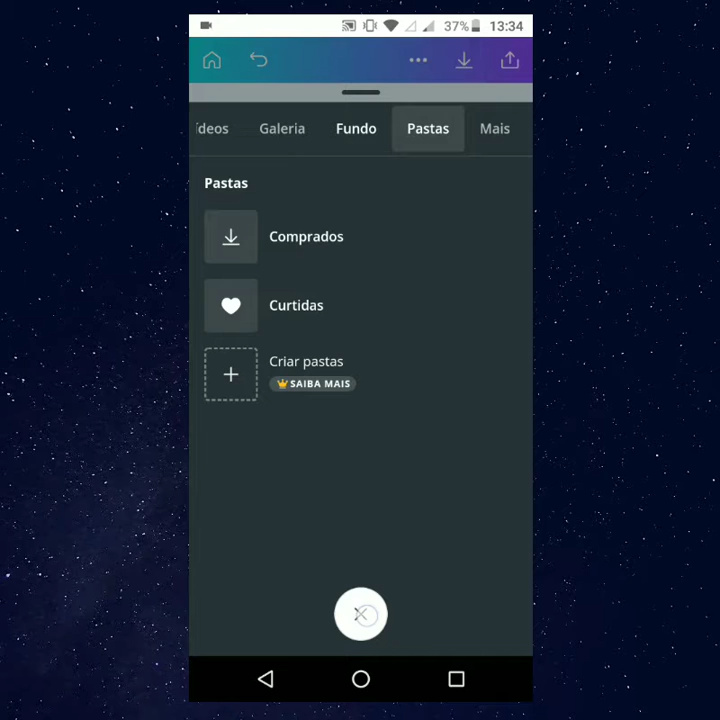 37% 13:34
ídeos Galeria Fundo Pastas Mais
Pastas
Comprados
Curtidas
Criar pastas
SAIBA MAIS